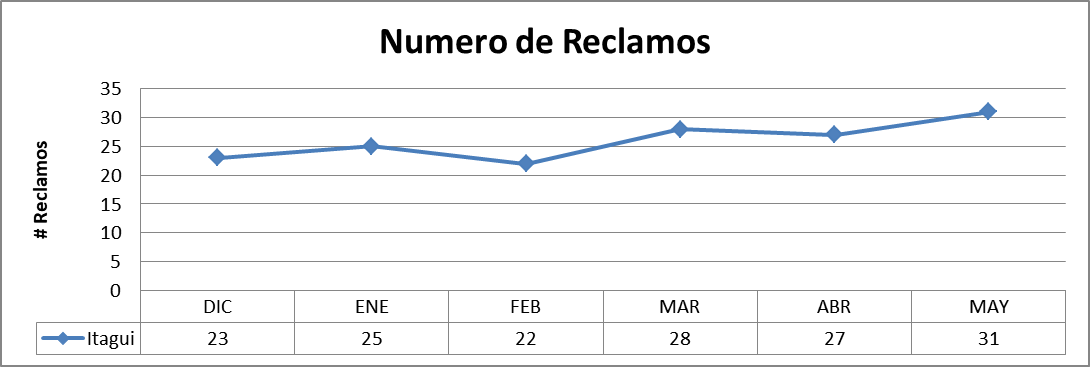 Numero de Reclamos
# Reclamos
35
30
25
20
15
10
5
0
DIC ENE FEB MAR ABR MAY
Itagui 23 25 22 28 27 31